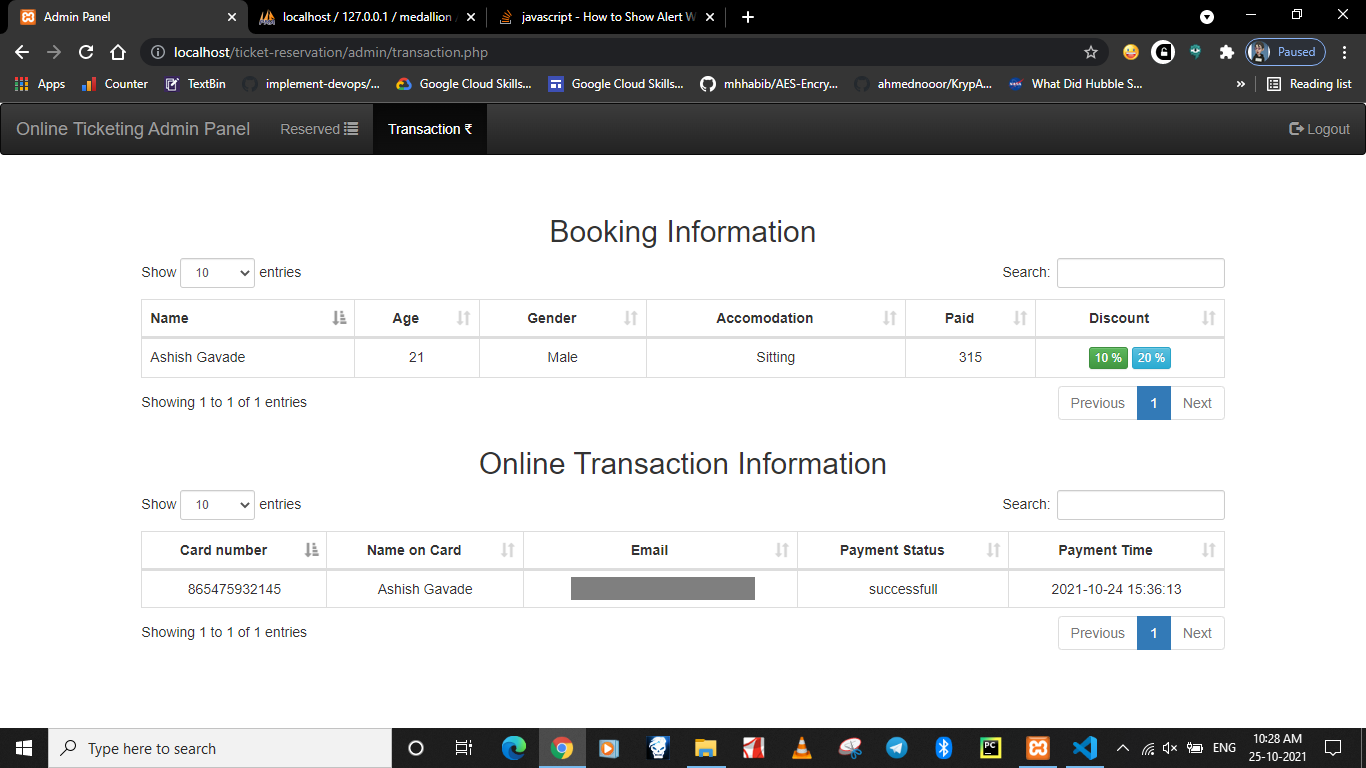 Admin Panel
localhost / 127.0.0.1 / medallion
javascript - How to Show Alert W
localhost/ticket-reservation/admin/transaction.php
Paused
Apps
Counter
TextBin
implement-devops/...
Google Cloud Skills...
Google Cloud Skills...
mhhabib/AES-Encry...
ahmednooor/KrypA...
What Did Hubble S...
»
Reading list
Online Ticketing Admin Panel
Reserved
Transaction ₹
Logout
Booking Information
Show 10 entries
Search:
Name Age Gender Accomodation Paid Discount
Ashish Gavade 21 Male Sitting 315 10 % 20 %
Showing 1 to 1 of 1 entries
Previous 1 Next
Online Transaction Information
Show 10 entries
Search:
Card number Name on Card Email Payment Status Payment Time
865475932145 Ashish Gavade successfull 2021-10-24 15:36:13
Showing 1 to 1 of 1 entries
Previous 1 Next
Type here to search
PC
ENG
10:28 AM
25-10-2021